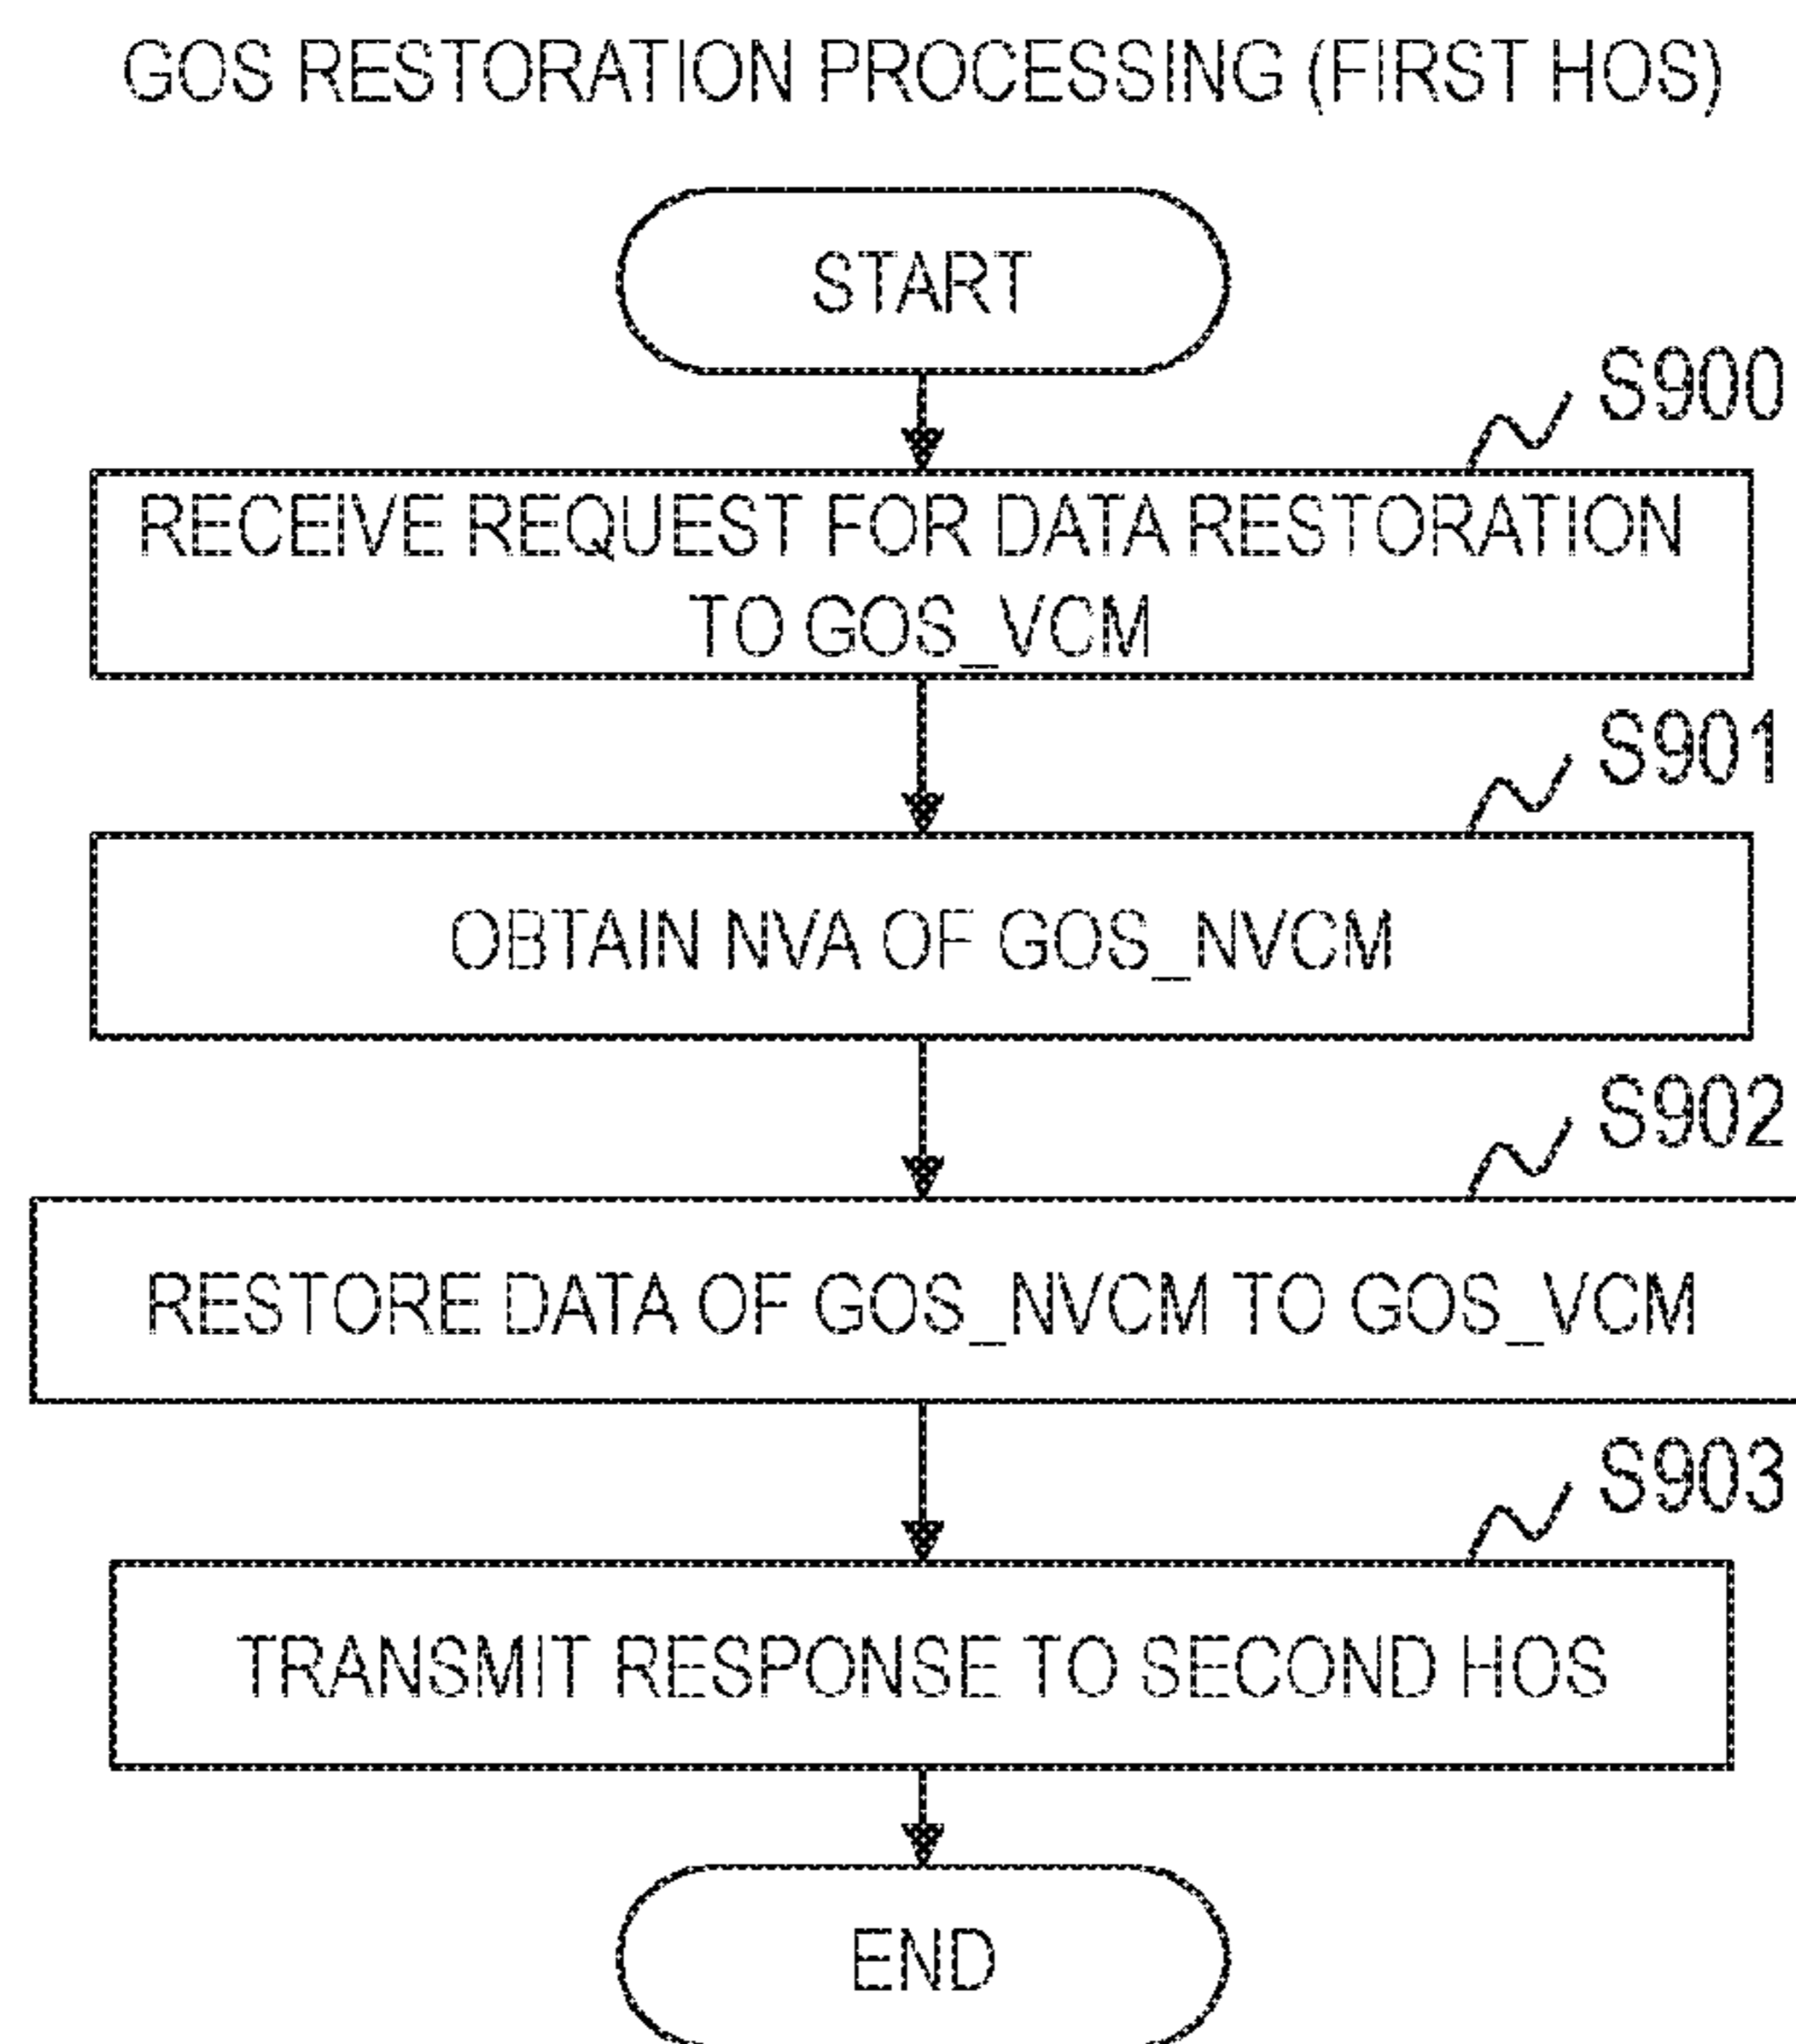 GOS RESTORATION PROCESSING (FIRST HOS)
START
S900
RECEIVE REQUEST FOR DATA RESTORATION
TO GOS_VCM
S901
OBTAIN NVA OF GOS_NVCM
S902
RESTORE DATA OF GOS_NVCM TO GOS_VCM
S903
TRANSMIT RESPONSE TO SECOND HOS
END